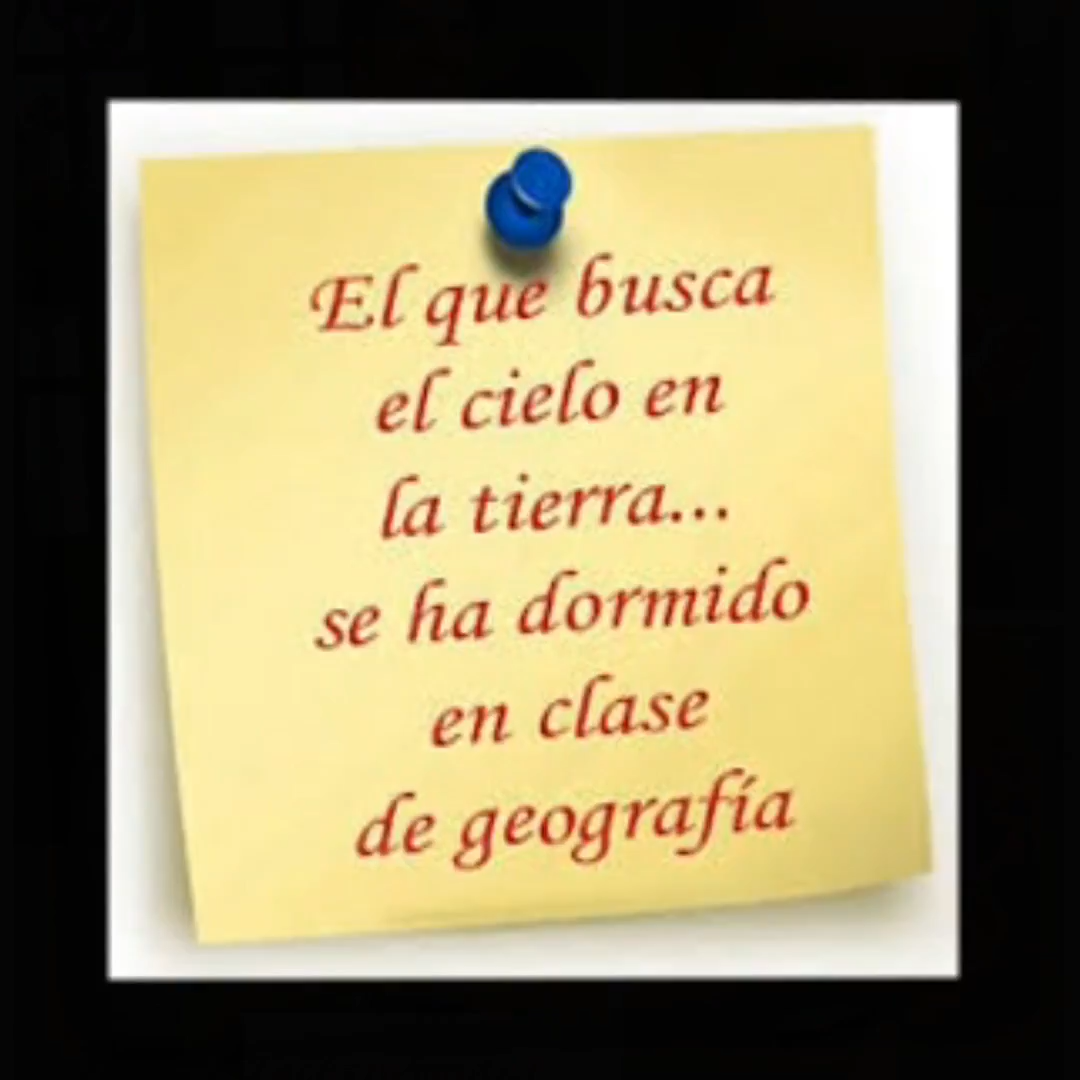 El que busca
el cielo en
la tierra...
se ha dormido
en clase
de geografía